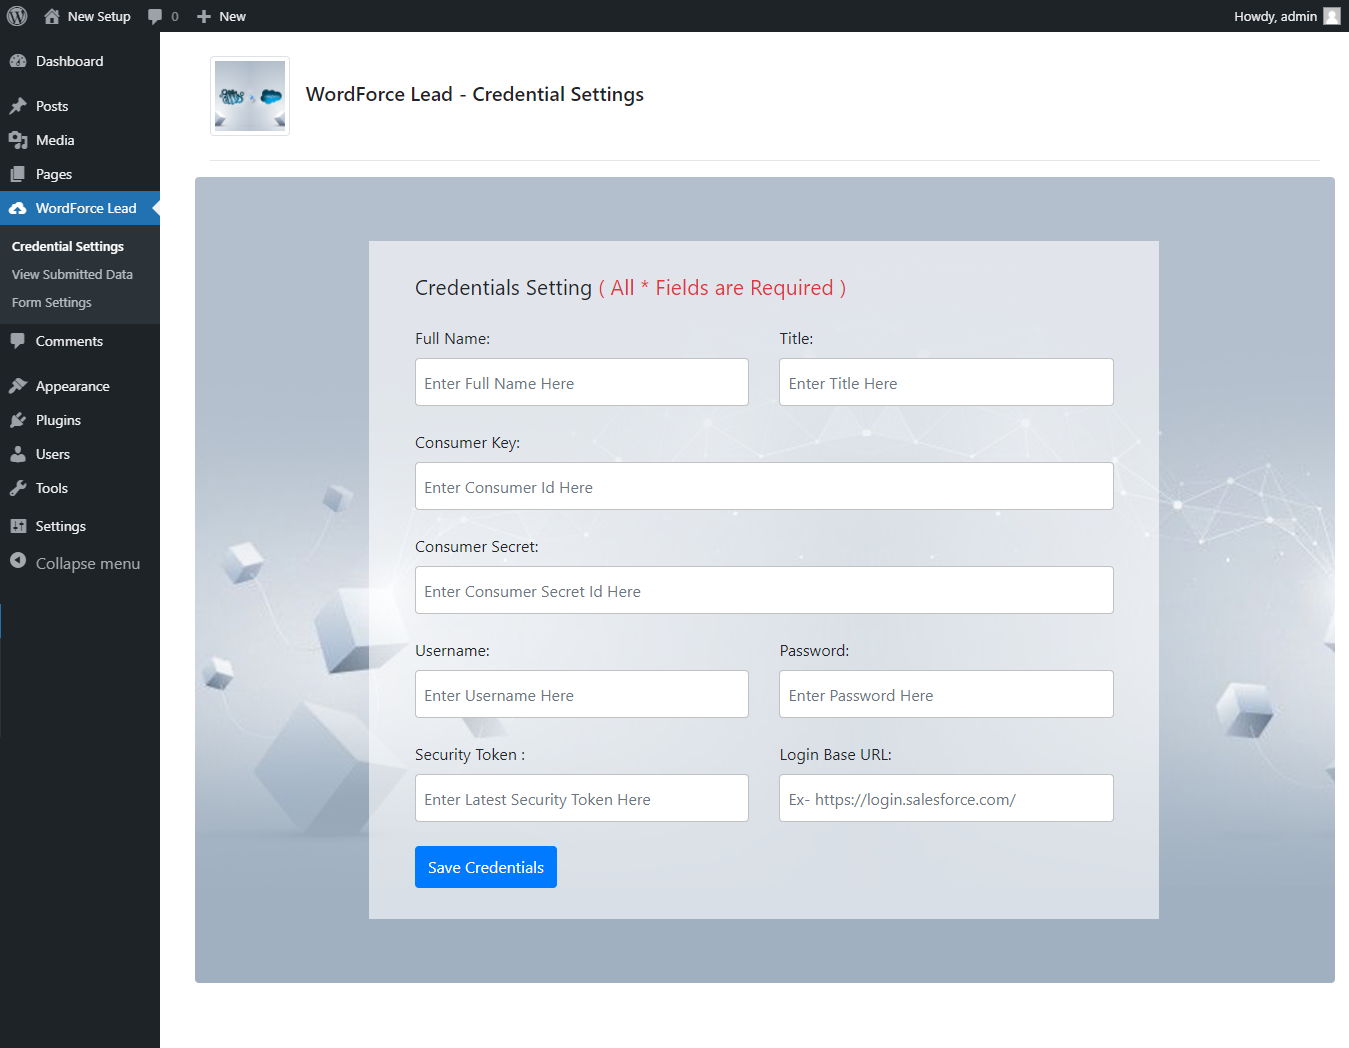 New Setup
0
New
Howdy, admin
Dashboard
Posts
Media
Pages
WordForce Lead
Credential Settings
View Submitted Data
Form Settings
Comments
Appearance
Plugins
Users
Tools
Settings
Collapse menu
WordForce Lead - Credential Settings
Credentials Setting ( All * Fields are Required )
Full Name:
Title:
Enter Full Name Here
Enter Title Here
Consumer Key:
Enter Consumer Id Here
Consumer Secret:
Enter Consumer Secret Id Here
Username:
Password:
Enter Username Here
Enter Password Here
Security Token :
Login Base URL:
Enter Latest Security Token Here
Ex- https://login.salesforce.com/
Save Credentials